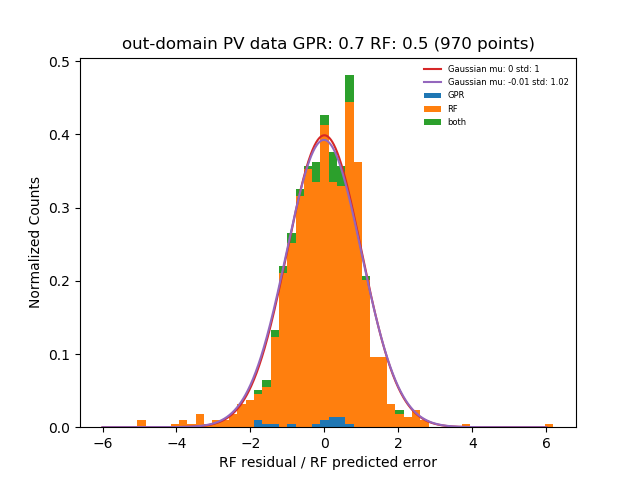 out-domain PV data GPR: 0.7 RF: 0.5 (970 points)
Gaussian mu: 0 std: 1
Gaussian mu: -0.01 std: 1.02
GPR
RF
both
Normalized Counts
0.5
0.4
0.3
0.2
0.1
0.0
−6 −4 −2 0 2 4 6
RF residual / RF predicted error